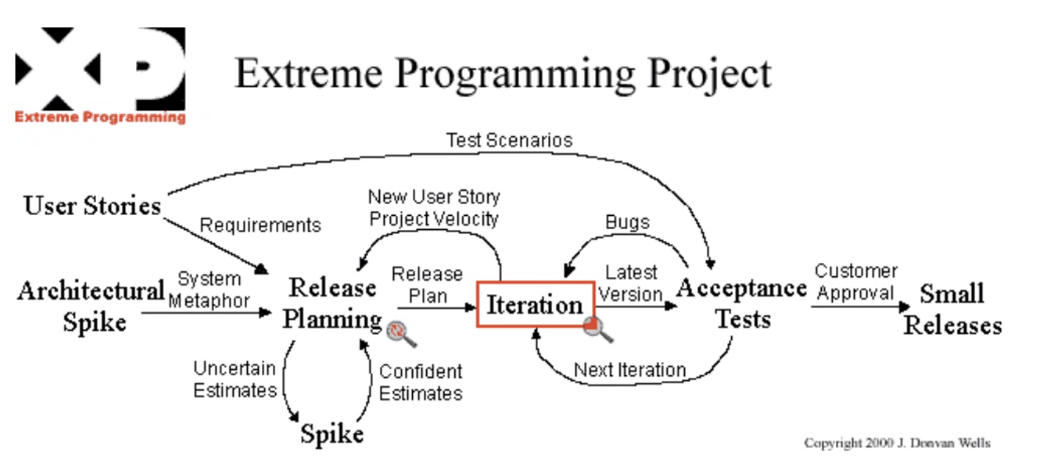 XP
Extreme Programming
Extreme Programming Project
Test Scenarios
User Stories
Requirements
New User Story
Project Velocity
Bugs
Architectural
Spike
System
Metaphor
Release
Planning
Release
Plan
Iteration
Latest
Version
Acceptance
Tests
Customer
Approval
Small
Releases
Uncertain
Estimates
Confident
Estimates
Next Iteration
Spike
Copyright 2000 J. Donvan Wells